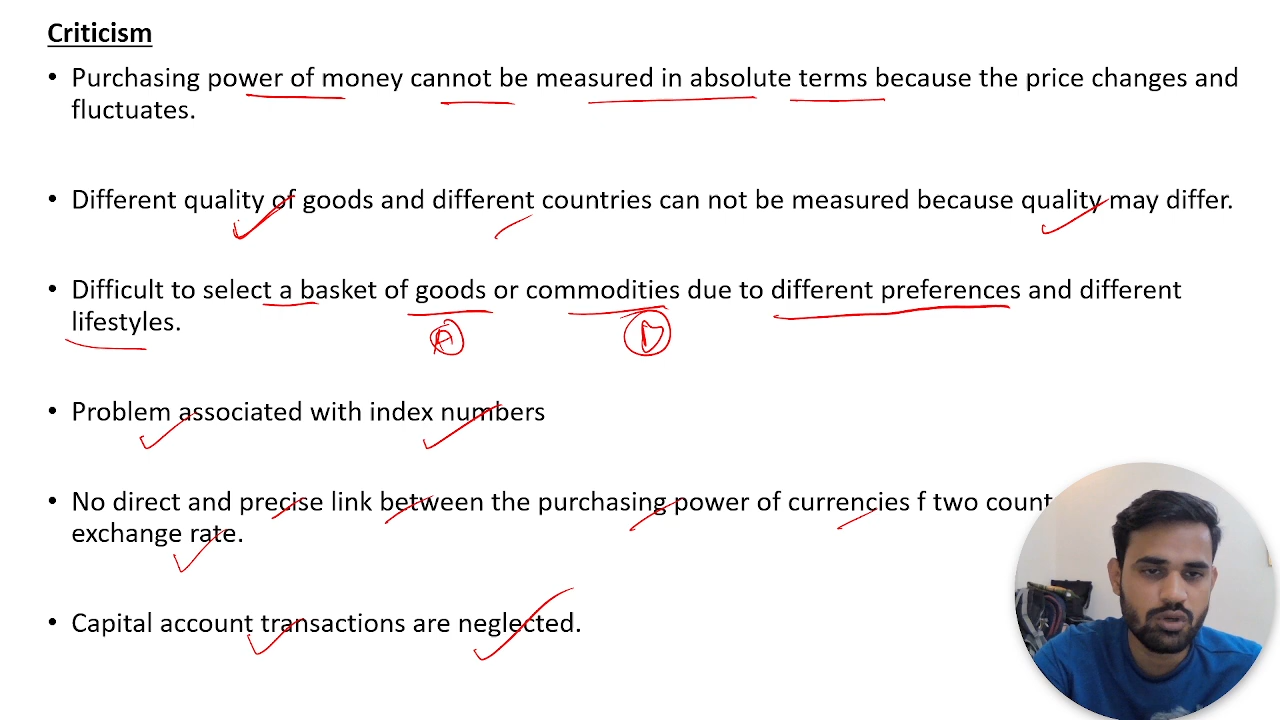 Criticism
• Purchasing power of money cannot be measured in absolute terms because the price changes and
fluctuates.
• Different quality of goods and different countries can not be measured because quality may differ.
• Difficult to select a basket of goods or commodities due to different preferences and different
lifestyles.
A
• Problem associated with index numbers
• No direct and precise link between the purchasing power of currencies f two
exchange rate.
• Capital account transactions are neglected.